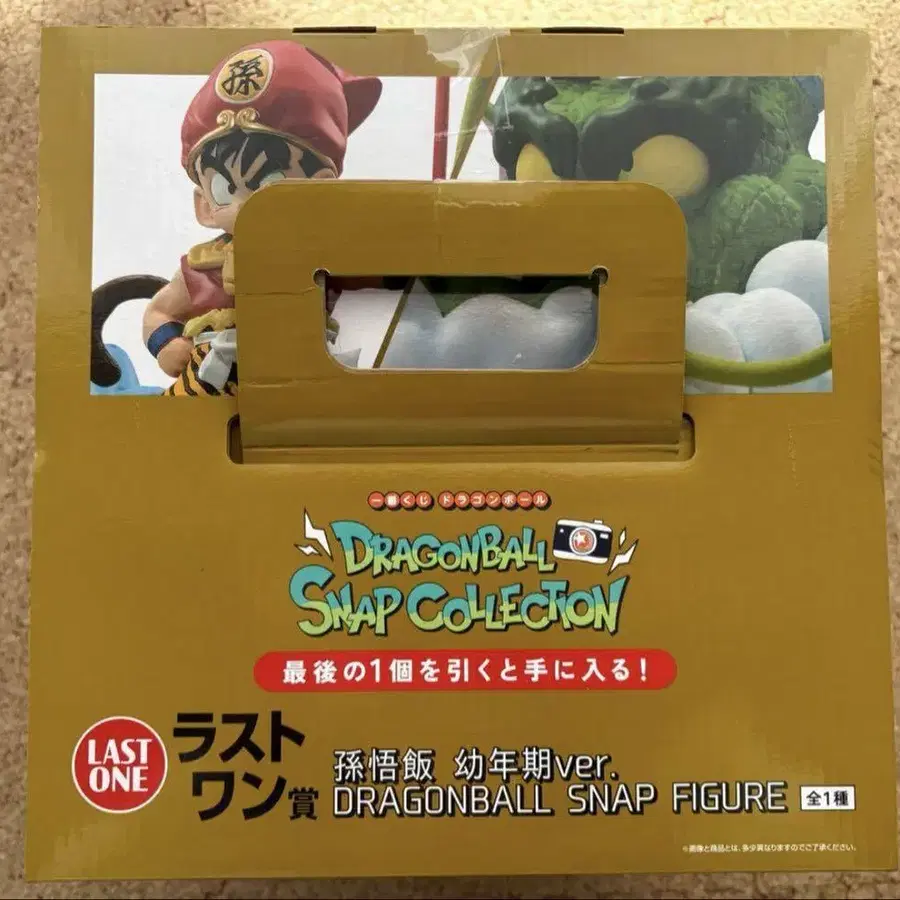 孫
一番くじ ドラゴンボール
DRAGONBALL
SNAP COLLECTION
最後の1個を引くと手に入る!
LAST
ONE
ラスト
ワン賞
孫悟飯 幼年期ver.
DRAGONBALL SNAP FIGURE 全1種
※画像と商品とは、多少異なりますのでご了承ください。